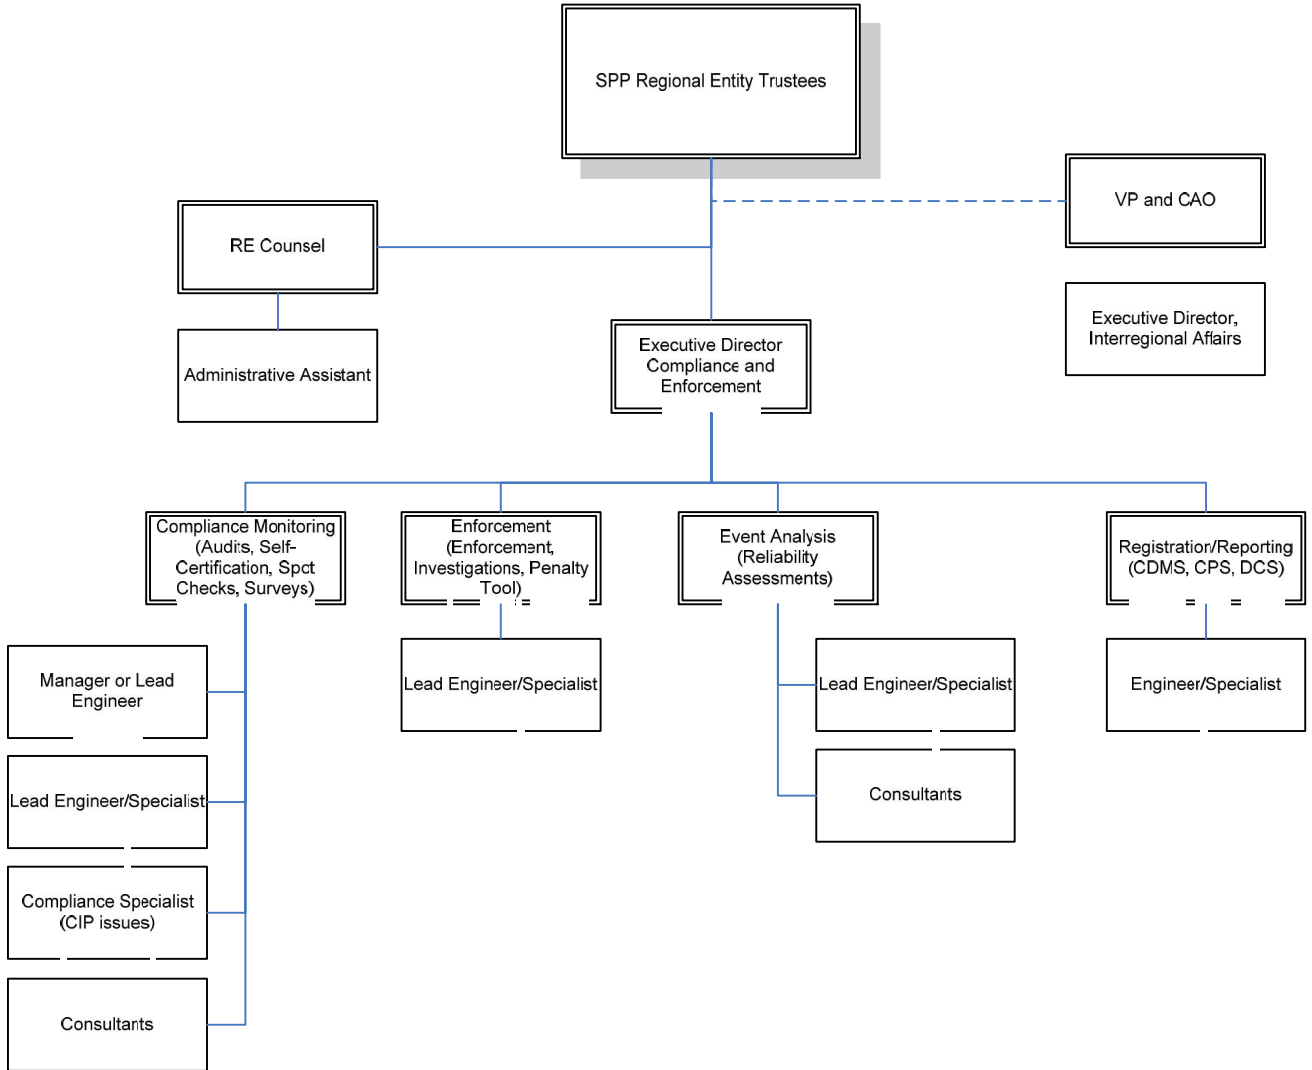 SPP Regional Entity Trustees
VP and CAO
RE Counsel
Executive Director,
Interregional Affairs
Executive Director
Compliance and
Enforcement
Administrative Assistant
Compliance Monitoring
(Audits, Self-
Certification, Spot
Checks, Surveys)
Enforcement
(Enforcement,
Investigations, Penalty
Tool)
Event Analysis
(Reliability
Assessments)
Registration/Reporting
(CDMS, CPS, DCS)
Manager or Lead
Engineer
Lead Engineer/Specialist
Lead Engineer/Specialist
Engineer/Specialist
Lead Engineer/Specialist
Consultants
Compliance Specialist
(CIP issues)
Consultants